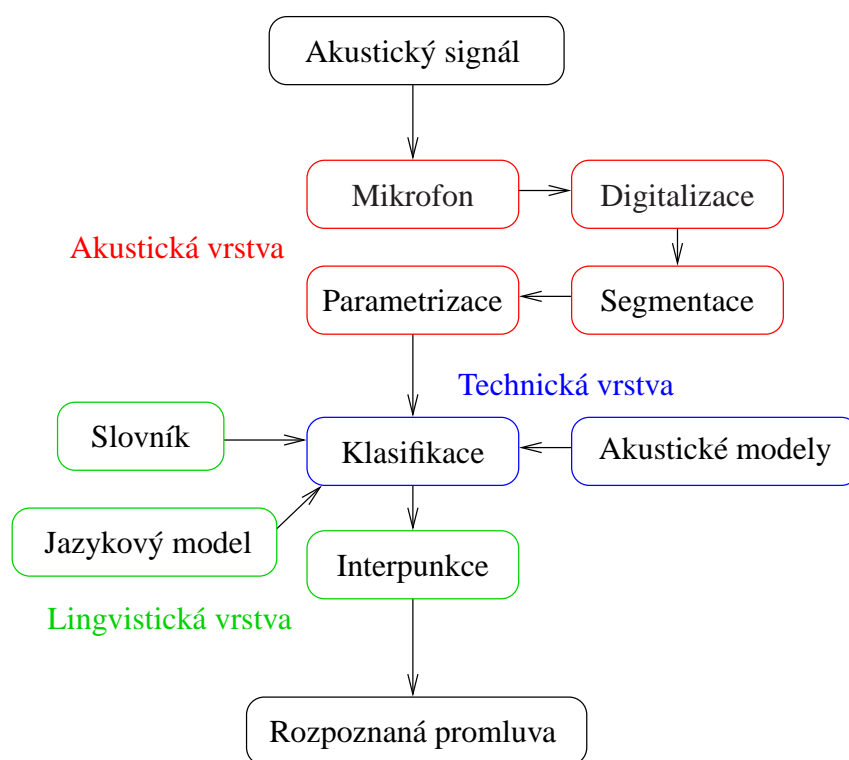 Akustický signál
Mikrofon
Digitalizace
Akustická vrstva
Parametrizace
Segmentace
Technická vrstva
Slovník
Klasifikace
Akustické modely
Jazykový model
Interpunkce
Lingvistická vrstva
Rozpoznaná promluva